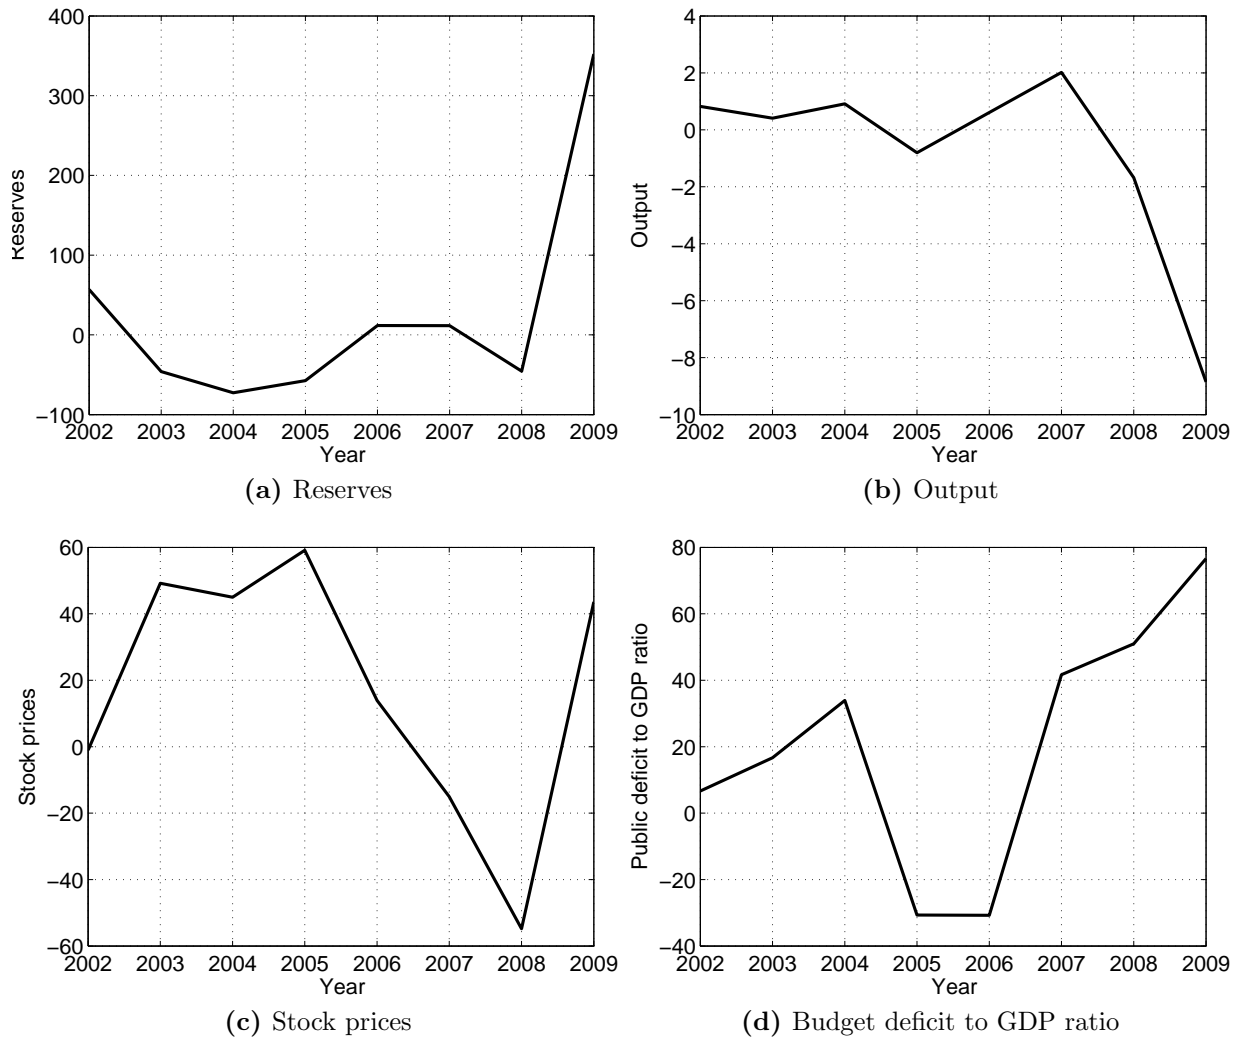 400
300
200
100
0
−100
Reserves
2002 2003 2004 2005 2006 2007 2008 2009
Year
(a) Reserves
4
2
0
−2
−4
−6
−8
−10
Output
2002 2003 2004 2005 2006 2007 2008 2009
Year
(b) Output
60
40
20
0
−20
−40
−60
Stock prices
2002 2003 2004 2005 2006 2007 2008 2009
Year
(c) Stock prices
80
60
40
20
0
−20
−40
Public deficit to GDP ratio
2002 2003 2004 2005 2006 2007 2008 2009
Year
(d) Budget deficit to GDP ratio